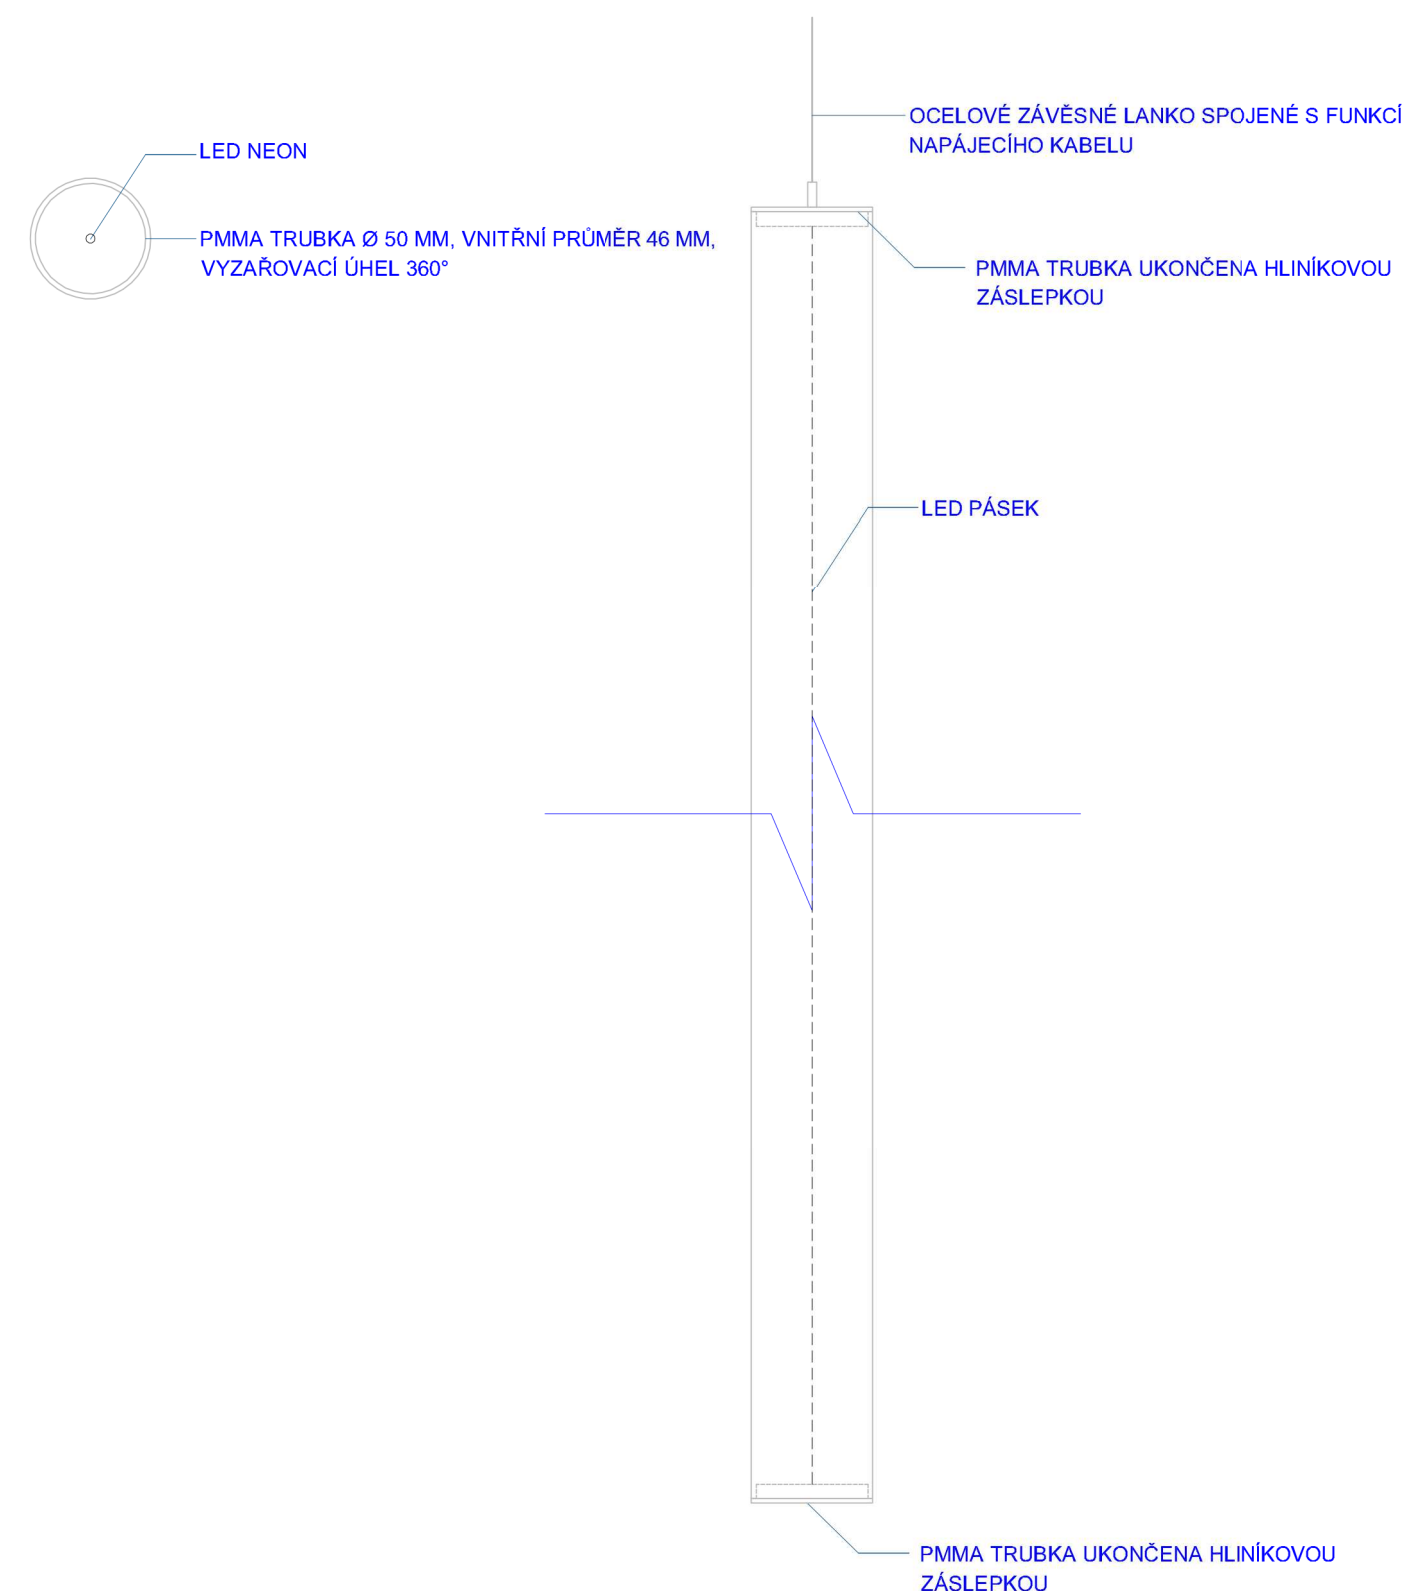 OCELOVÉ ZÁVĚSNÉ LANKO SPOJENÉ S FUNKCÍ
NAPÁJECÍHO KABELU
LED NEON
PMMA TRUBKA Ø 50 MM, VNITŘNÍ PRŮMĚR 46 MM,
VYZAŘOVACÍ ÚHEL 360°
PMMA TRUBKA UKONČENA HLINÍKOVOU
ZÁSLEPKOU
LED PÁSEK
PMMA TRUBKA UKONČENA HLINÍKOVOU
ZÁSLEPKOU